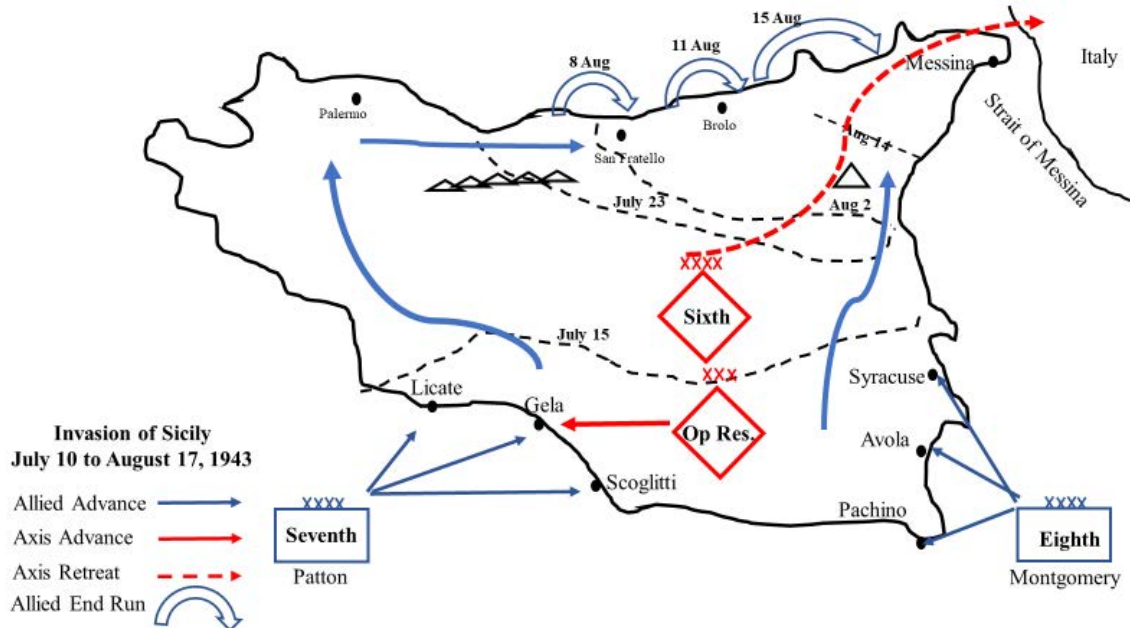 15 Aug
11 Aug
8 Aug
Italy
Messina
Palermo
Brolo
San Fratello
Aug 14
Strait of Messina
July 23
Aug 2
XXXX
Sixth
July 15
XXX
Syracuse
Licate
Gela
Op Res.
Avola
Invasion of Sicily
July 10 to August 17, 1943
Scoglitti
Pachino
Allied Advance
XXXX
Seventh
Patton
XXXX
Eighth
Montgomery
Axis Advance
Axis Retreat
Allied End Run